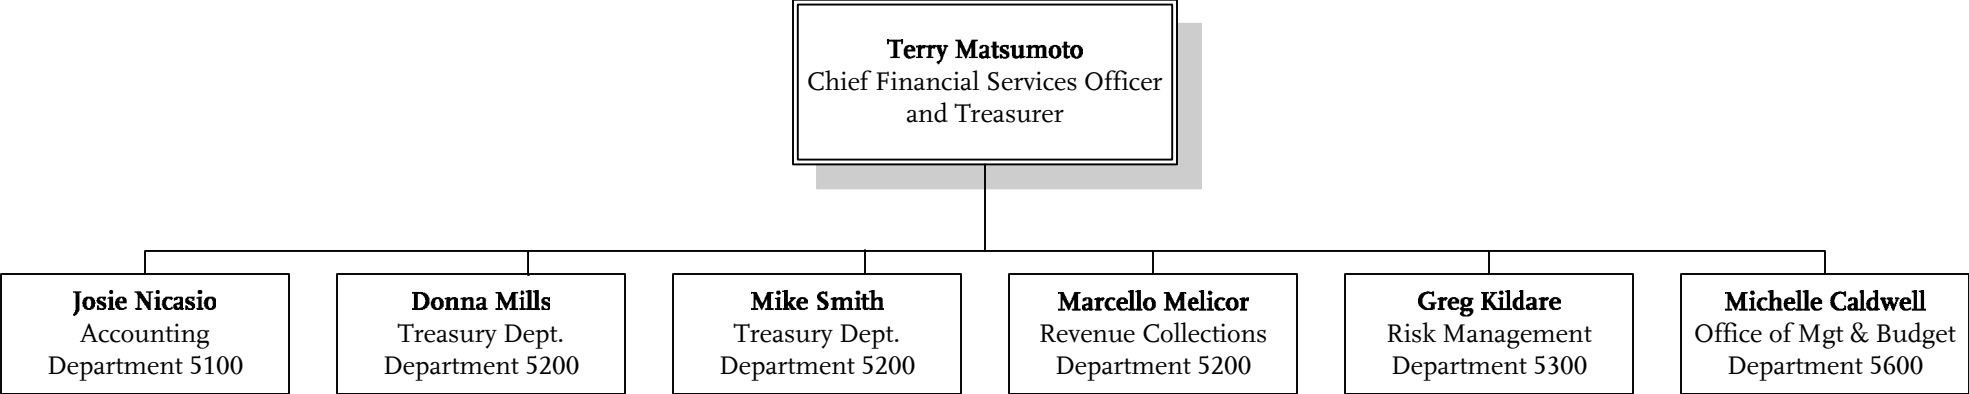 Terry Matsumoto
Chief Financial Services Officer
and Treasurer
Josie Nicasio
Accounting
Department 5100
Donna Mills
Treasury Dept.
Department 5200
Mike Smith
Treasury Dept.
Department 5200
Marcello Melicor
Revenue Collections
Department 5200
Greg Kildare
Risk Management
Department 5300
Michelle Caldwell
Office of Mgt & Budget
Department 5600